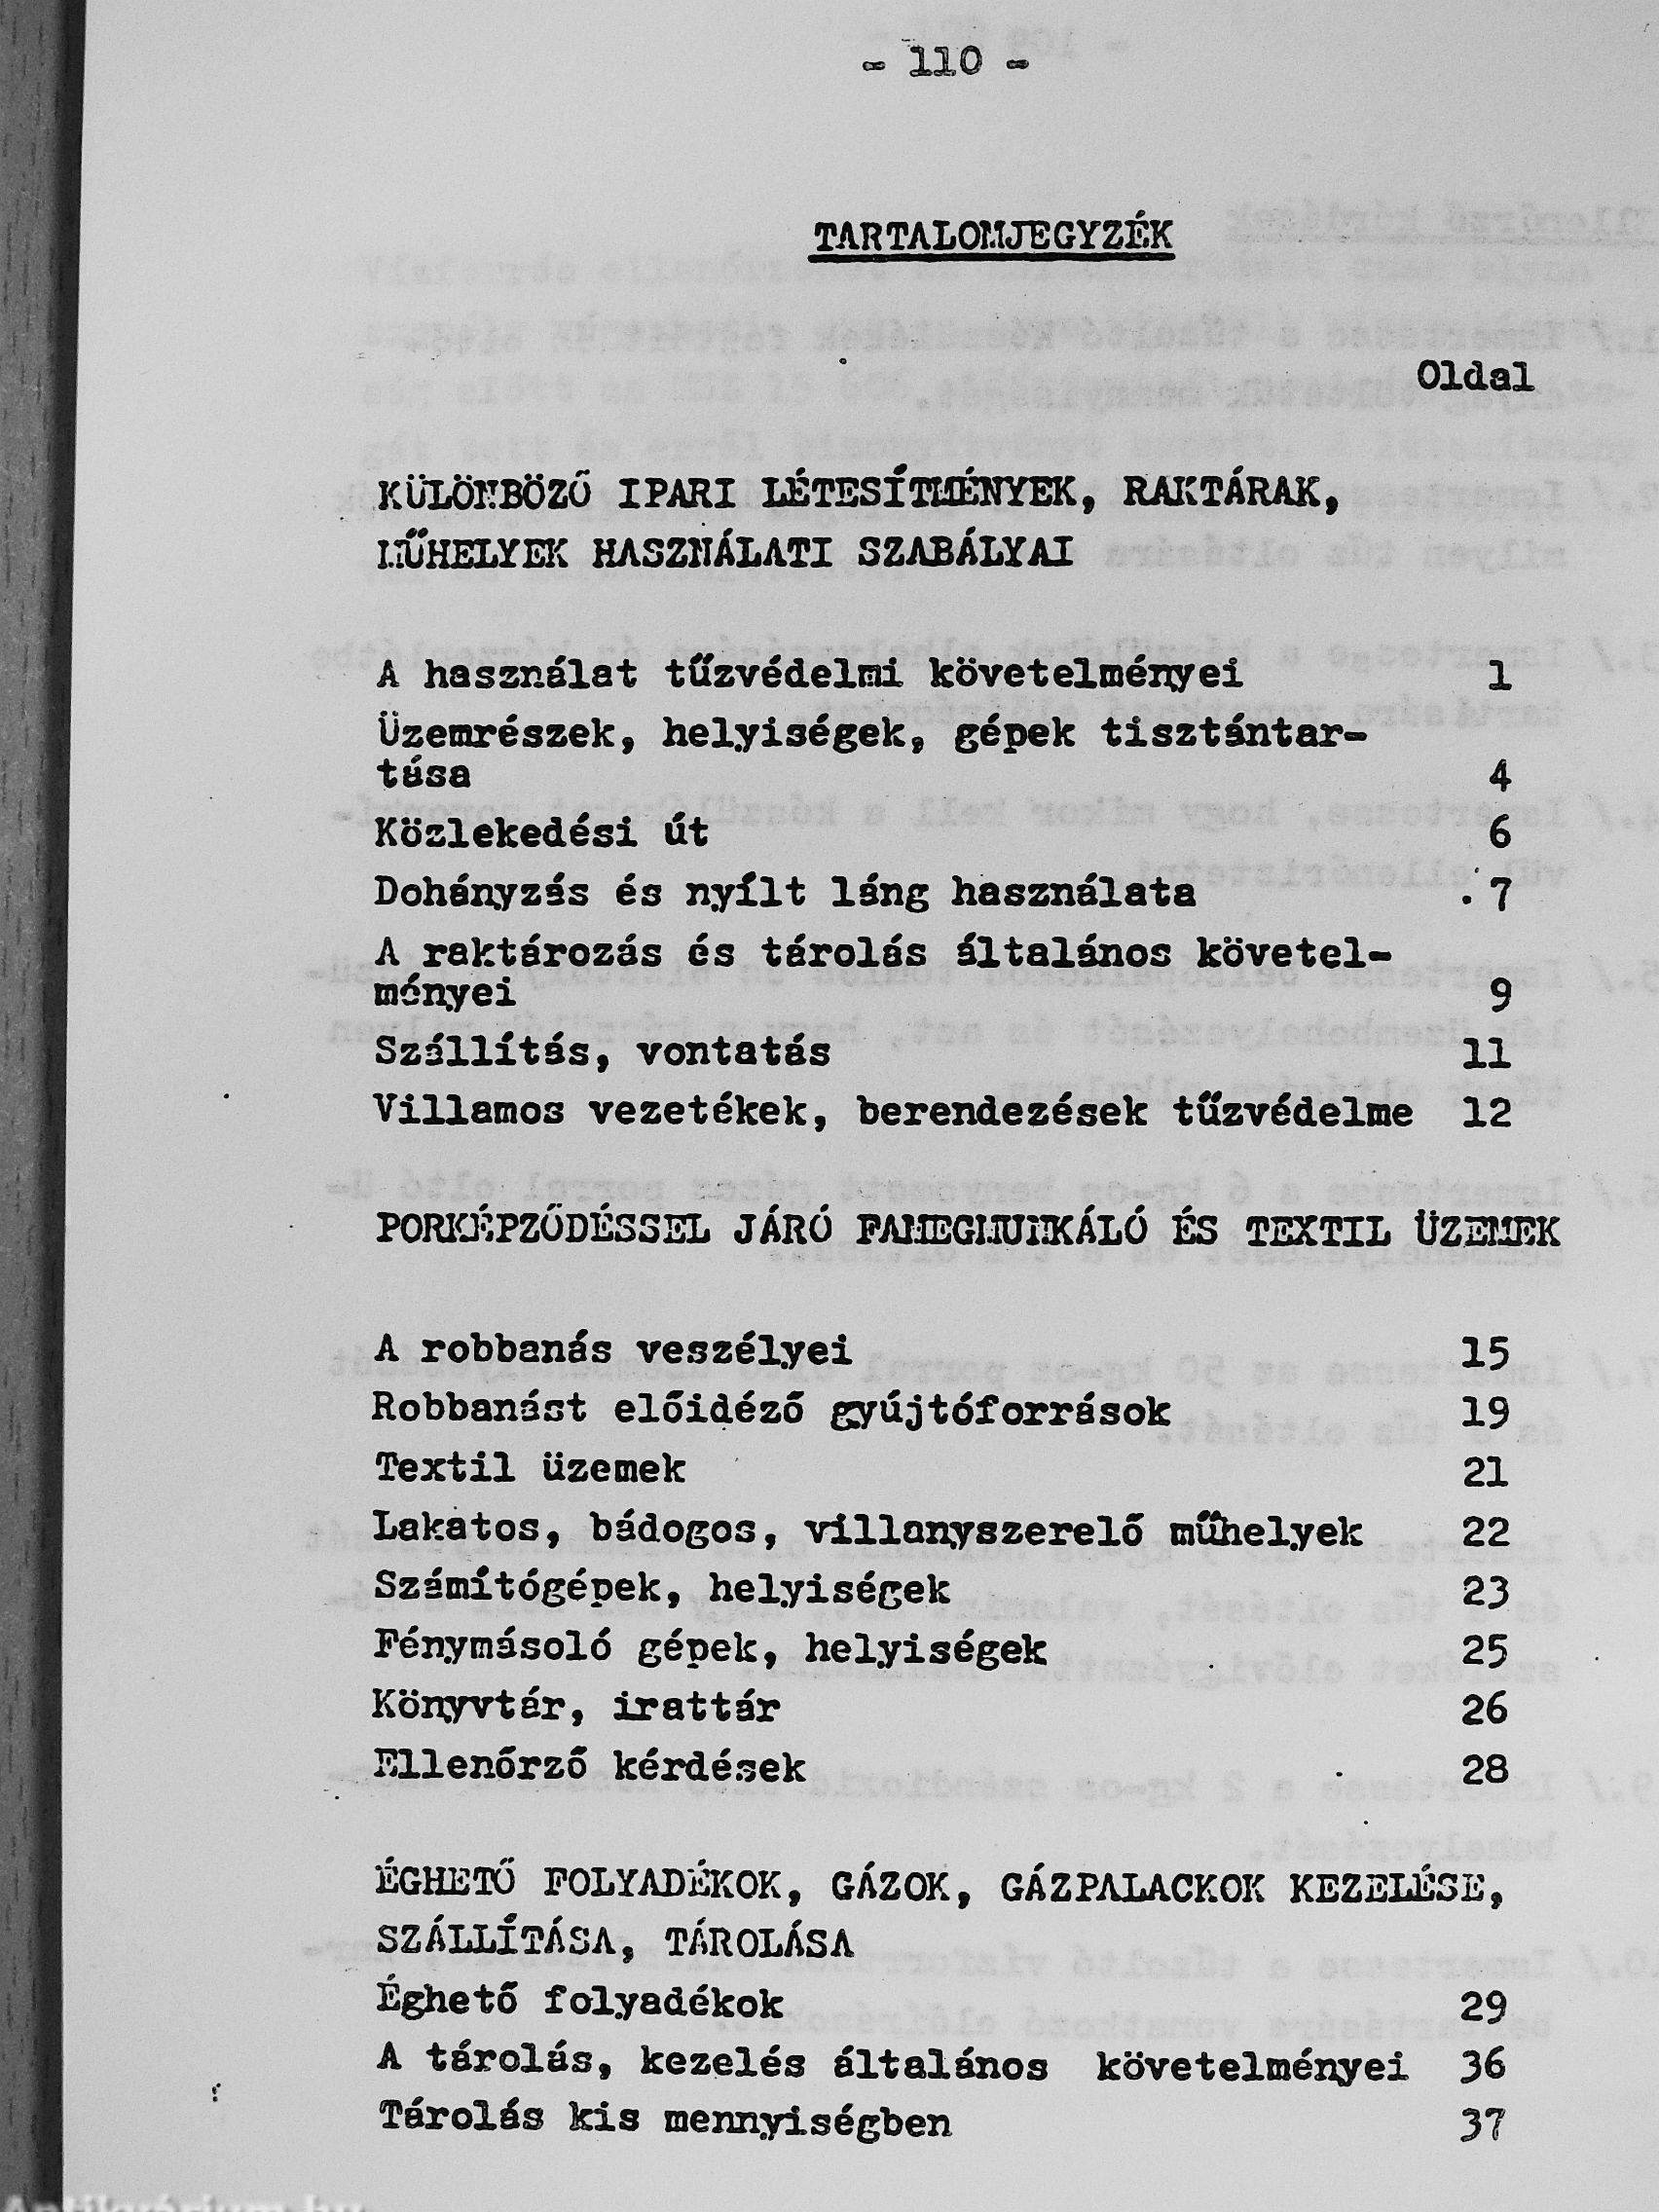 - 110 -
TARTALOMJEGYZÉK
Oldal
KÜLÖNBÖZŐ IPARI LÉTESÍTMÉNYEK, RAKTÁRAK,
MŰHELYEK HASZNÁLATI SZABÁLYAI
A használat tűzvédelmi követelményei 1
Üzemrészek, helyiségek, gépek tisztántar-
tása 4
Közlekedési út 6
Dohányzás és nyílt láng használata 7
A raktározás és tárolás általános követel-
ményei 9
Szállítás, vontatás 11
Villamos vezetékek, berendezések tűzvédelme 12
PORKÉPZŐDÉSSEL JÁRÓ FAMEGMUNKÁLÓ ÉS TEXTIL ÜZEMEK
A robbanás veszélyei 15
Robbanást előidéző gyújtóforrások 19
Textil üzemek 21
Lakatos, bádogos, villanyszerelő műhelyek 22
Számítógépek, helyiségek 23
Fénymásoló gépek, helyiségek 25
Könyvtár, irattár 26
Ellenőrző kérdések 28
ÉGHETŐ FOLYADÉKOK, GÁZOK, GÁZPALACKOK KEZELÉSE,
SZÁLLÍTÁSA, TÁROLÁSA
Éghető folyadékok 29
A tárolás, kezelés általános követelményei 36
Tárolás kis mennyiségben 37